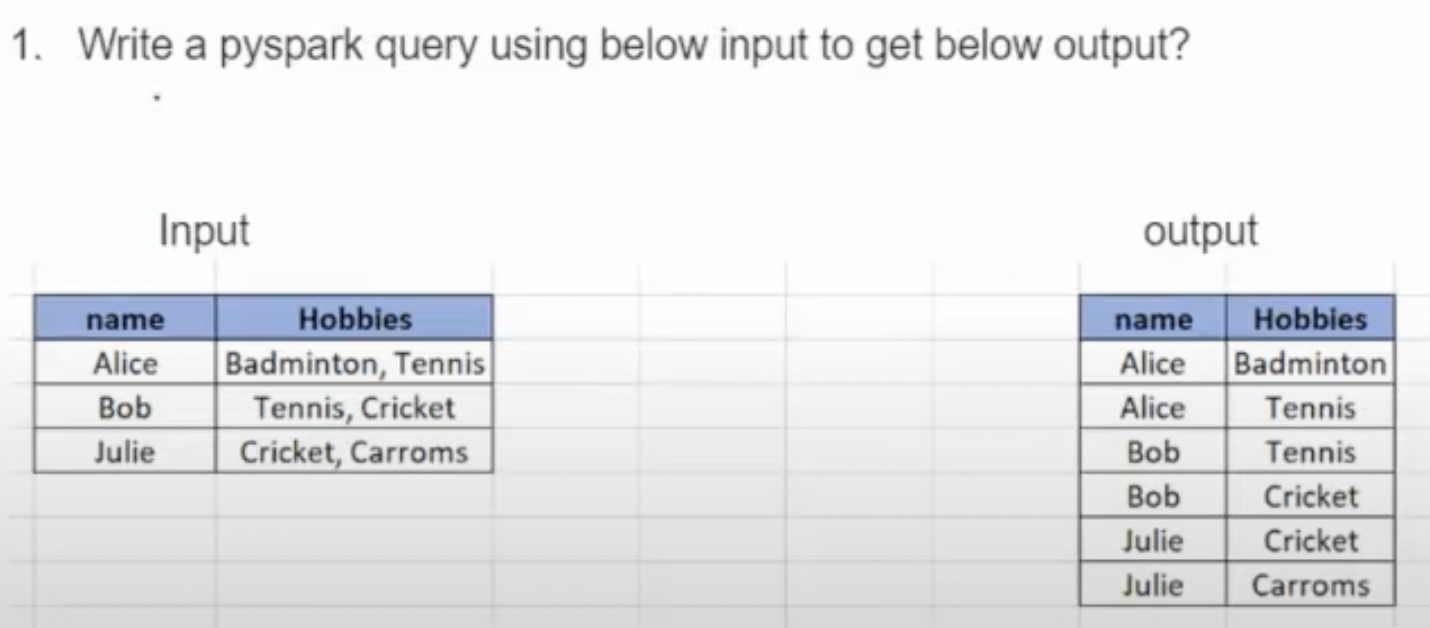 1. Write a pyspark query using below input to get below output?
Input output
name Hobbies name Hobbies
Alice Badminton, Tennis Alice Badminton
Bob Tennis, Cricket Alice Tennis
Julie Cricket, Carroms Bob Tennis
Bob Cricket
Julie Cricket
Julie Carroms